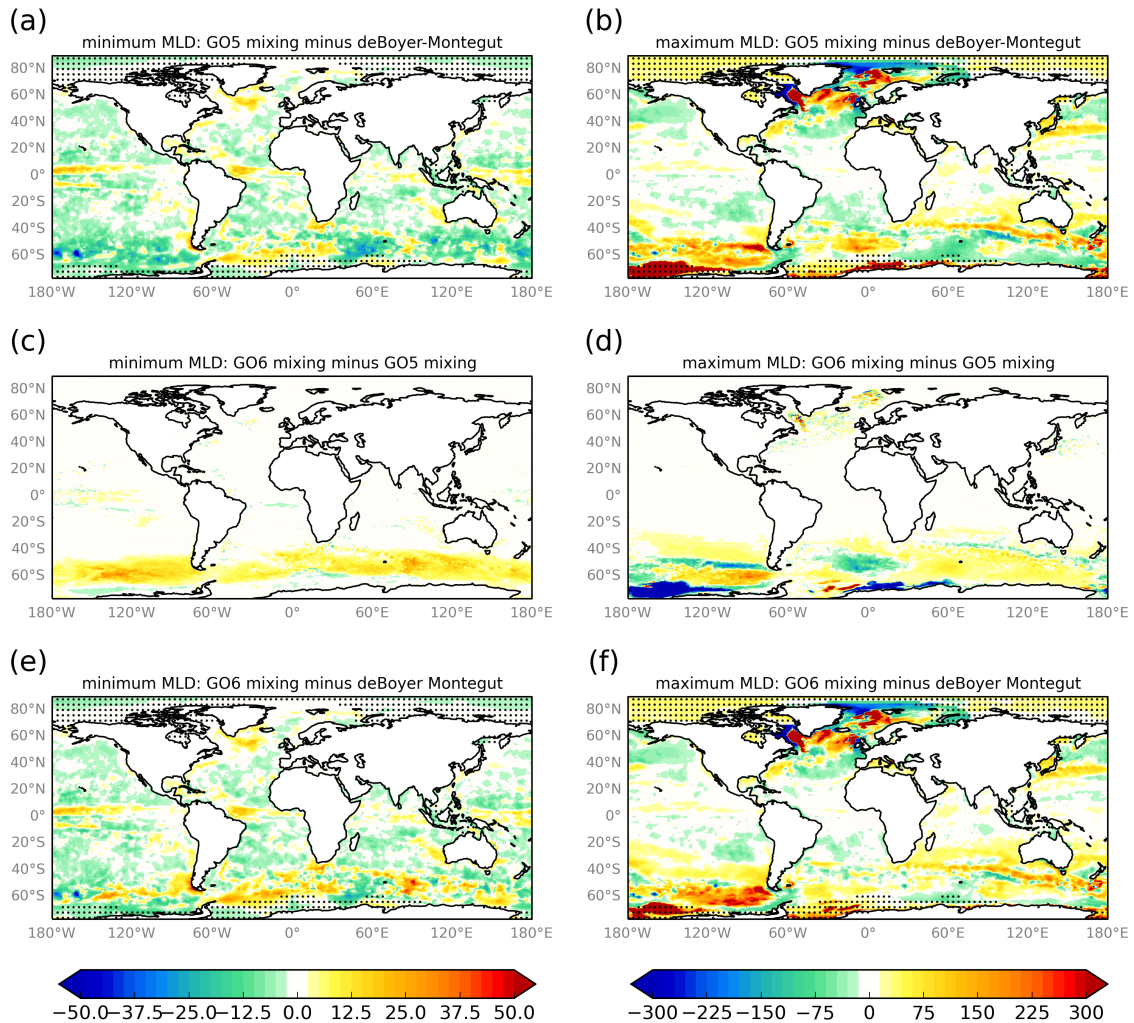 (a)
minimum MLD: GO5 mixing minus deBoyer-Montegut
80°N
60°N
40°N
20°N
0°
20°S
40°S
60°S
180°W 120°W 60°W 0° 60°E 120°E 180°E
(b)
maximum MLD: GO5 mixing minus deBoyer-Montegut
80°N
60°N
40°N
20°N
0°
20°S
40°S
60°S
180°W 120°W 60°W 0° 60°E 120°E 180°E
(c)
minimum MLD: GO6 mixing minus GO5 mixing
80°N
60°N
40°N
20°N
0°
20°S
40°S
60°S
180°W 120°W 60°W 0° 60°E 120°E 180°E
(d)
maximum MLD: GO6 mixing minus GO5 mixing
80°N
60°N
40°N
20°N
0°
20°S
40°S
60°S
180°W 120°W 60°W 0° 60°E 120°E 180°E
(e)
minimum MLD: GO6 mixing minus deBoyer Montegut
80°N
60°N
40°N
20°N
0°
20°S
40°S
60°S
180°W 120°W 60°W 0° 60°E 120°E 180°E
(f)
maximum MLD: GO6 mixing minus deBoyer Montegut
80°N
60°N
40°N
20°N
0°
20°S
40°S
60°S
180°W 120°W 60°W 0° 60°E 120°E 180°E
−50.0 −37.5 −25.0 −12.5 0.0 12.5 25.0 37.5 50.0
−300 −225 −150 −75 0 75 150 225 300